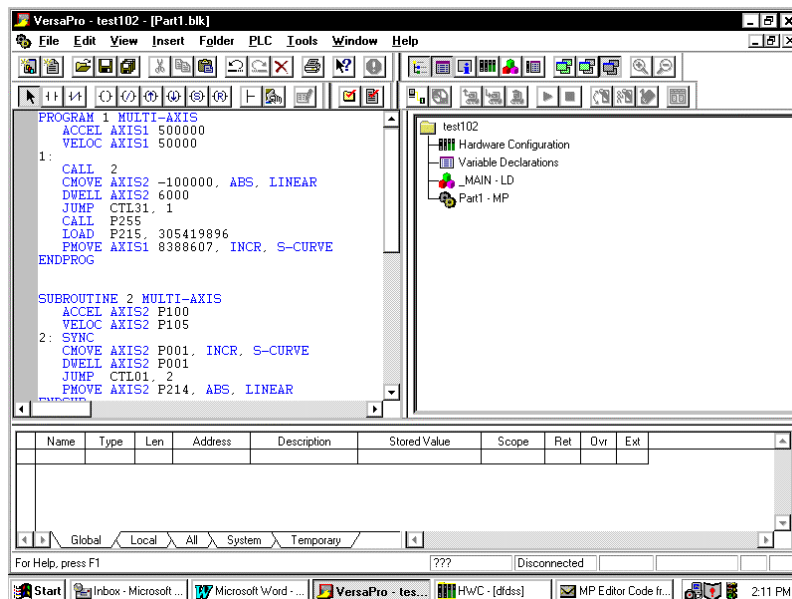 VersaPro - test102 - [Part1.blk]
File Edit View Insert Folder PLC Tools Window Help
PROGRAM 1 MULTI-AXIS
ACCEL AXIS1 500000
VELOC AXIS1 50000
1:
CALL 2
CMOVE AXIS2 -100000, ABS, LINEAR
DWELL AXIS2 6000
JUMP CTL31, 1
CALL P255
LOAD P215, 305419896
PMOVE AXIS1 8388607, INCR, S-CURVE
ENDPROG
SUBROUTINE 2 MULTI-AXIS
ACCEL AXIS2 P100
VELOC AXIS2 P105
2: SYNC
CMOVE AXIS2 P001, INCR, S-CURVE
DWELL AXIS2 P001
JUMP CTL01, 2
PMOVE AXIS2 P214, ABS, LINEAR
ENDSUB
test102
Hardware Configuration
Variable Declarations
_MAIN - LD
Part1 - MP
Name Type Len Address Description Stored Value Scope Ret Ovr Ext
Global Local All System Temporary
For Help, press F1 ??? Disconnected
Start Inbox - Microsoft ... Microsoft Word - ... VersaPro - tes... HWC - [dfdss] MP Editor Code fr... 2:11 PM